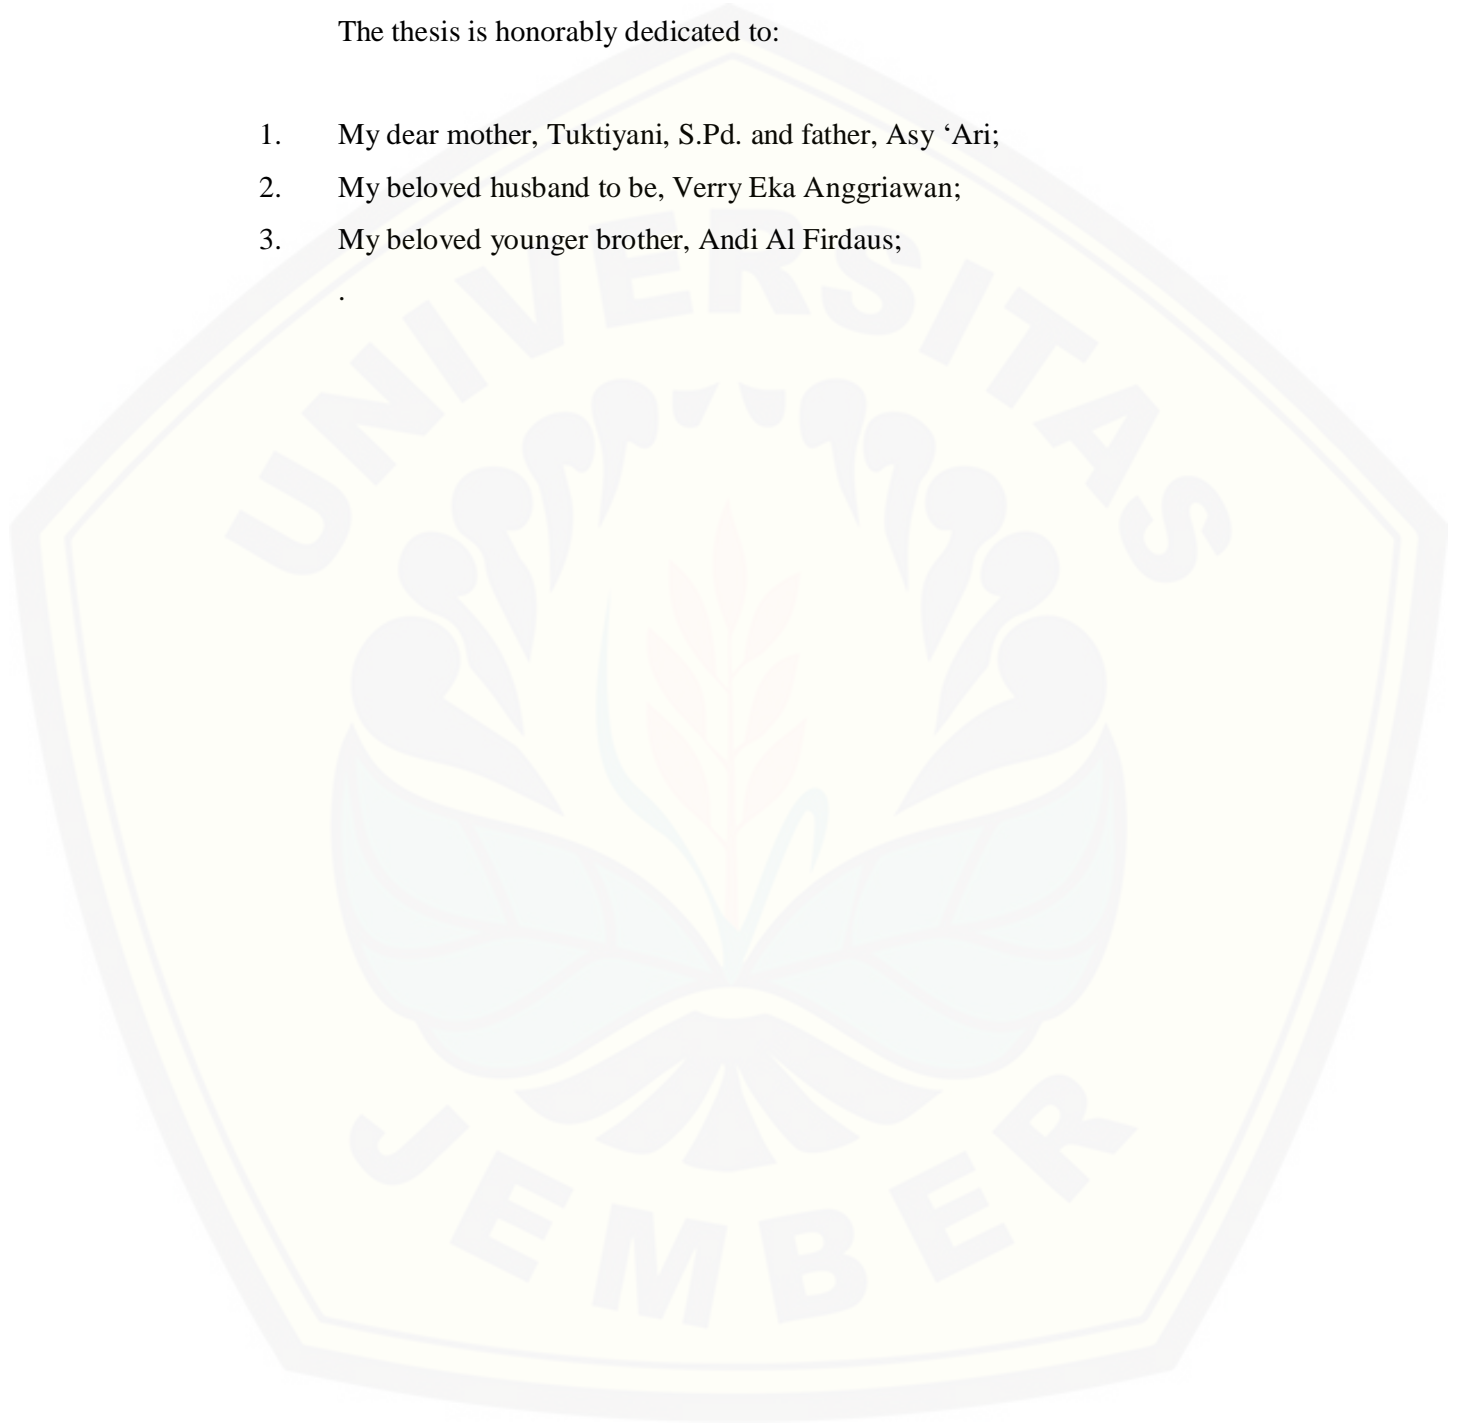 The thesis is honorably dedicated to:
1. My dear mother, Tuktiyani, S.Pd. and father, Asy ‘Ari;
2. My beloved husband to be, Verry Eka Anggriawan;
3. My beloved younger brother, Andi Al Firdaus;
.
UNIVERSITAS
JEMBER